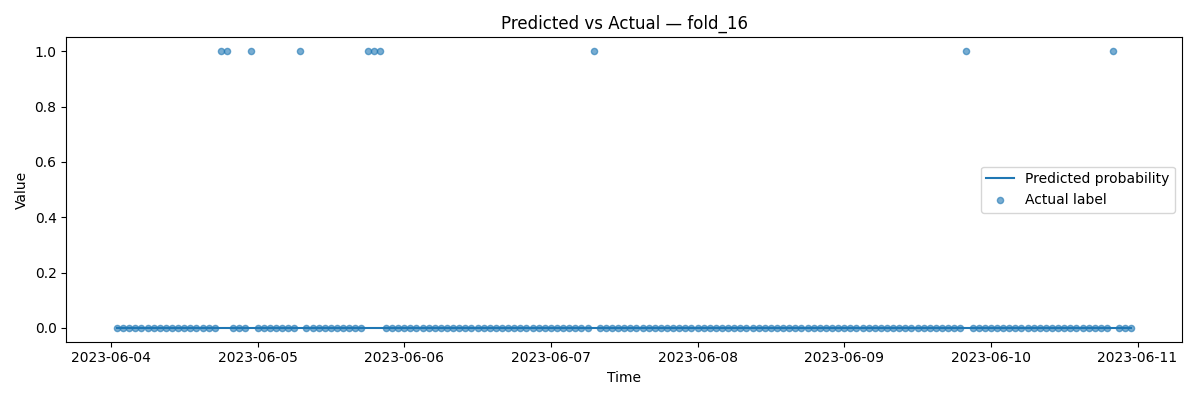 Predicted vs Actual — fold_16
1.0
0.8
0.6
0.4
0.2
0.0
Value
Predicted probability
Actual label
2023-06-04 2023-06-05 2023-06-06 2023-06-07 2023-06-08 2023-06-09 2023-06-10 2023-06-11
Time